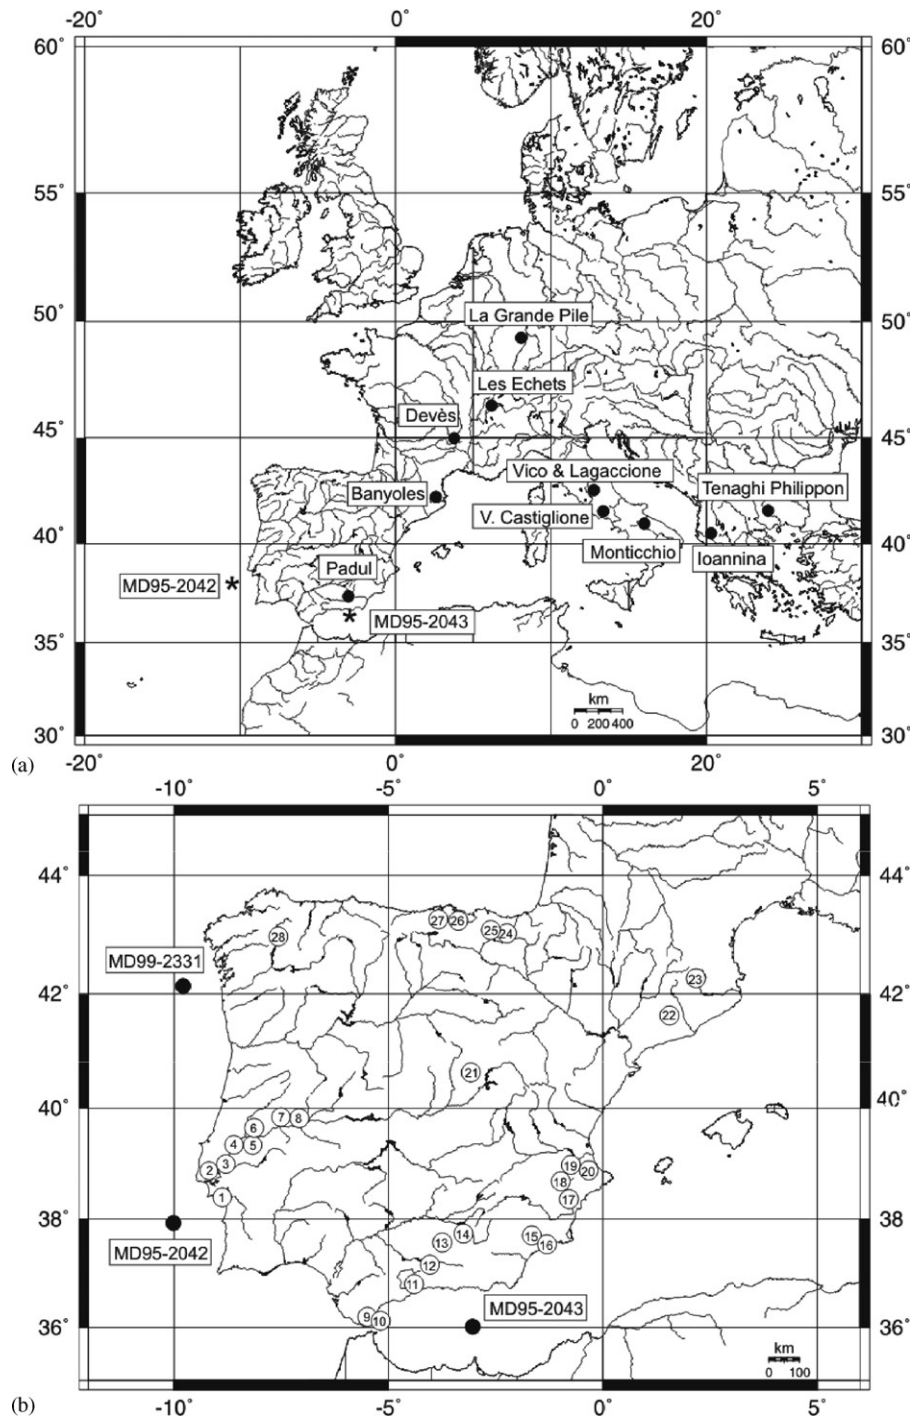 -20° 0° 20°
60° 60°
55° 55°
La Grande Pile
50° 50°
Les Echets
Devès
45° 45°
Vico & Lagaccione
Banyoles
Tenaghi Philippon
V. Castiglione
40° 40°
Monticchio
Ioannina
Padul
MD95-2042 *
* MD95-2043
35° 35°
km
0 200 400
30° 30°
(a)
-20° 0° 20°
-10° -5° 0° 5°
44° 44°
27 26
25 24
28
MD99-2331
23
42° 42°
22
21
40° 40°
7 8
6
4 5
3
2
19
20
18
1
17
38° 38°
14
15
13
16
MD95-2042
12
11
MD95-2043
9 10
36° 36°
km
0 100
(b)
-10° -5° 0° 5°